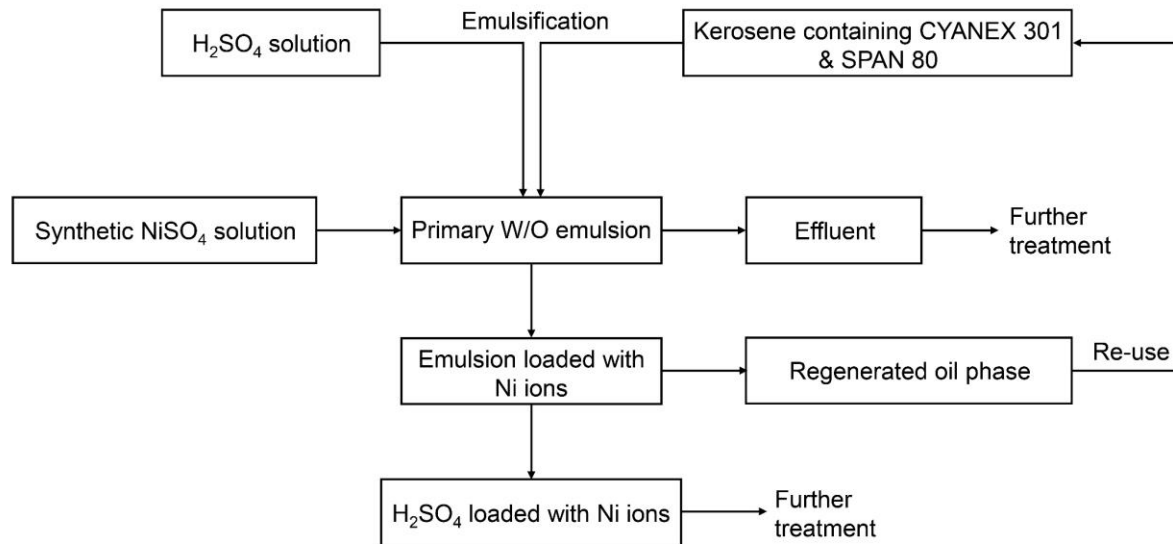 H₂SO₄ solution
Emulsification
Kerosene containing CYANEX 301
& SPAN 80
Synthetic NiSO₄ solution
Primary W/O emulsion
Effluent
Further
treatment
Emulsion loaded with
Ni ions
Regenerated oil phase
Re-use
H₂SO₄ loaded with Ni ions
Further
treatment